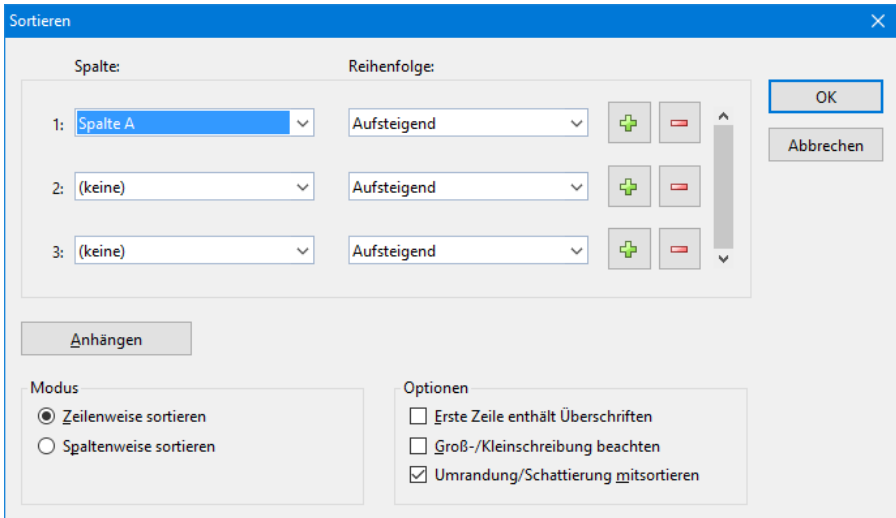 Sortieren
Spalte: Reihenfolge:
1: Spalte A Aufsteigend
2: (keine) Aufsteigend
3: (keine) Aufsteigend
OK
Abbrechen
Anhängen
Modus
Zeilenweise sortieren
Spaltenweise sortieren
Optionen
Erste Zeile enthält Überschriften
Groß-/Kleinschreibung beachten
Umrandung/Schattierung mitsortieren